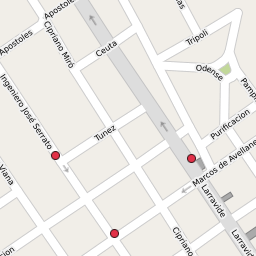 Apostoles
Apostoles
Cipriano Miró
Ceuta
Tripoli
Odense
Ingeniero José Serrato
Tunez
Purificacion
Marcos de Avellane
Larravide
Larravide
Cipriano
Viana
cion